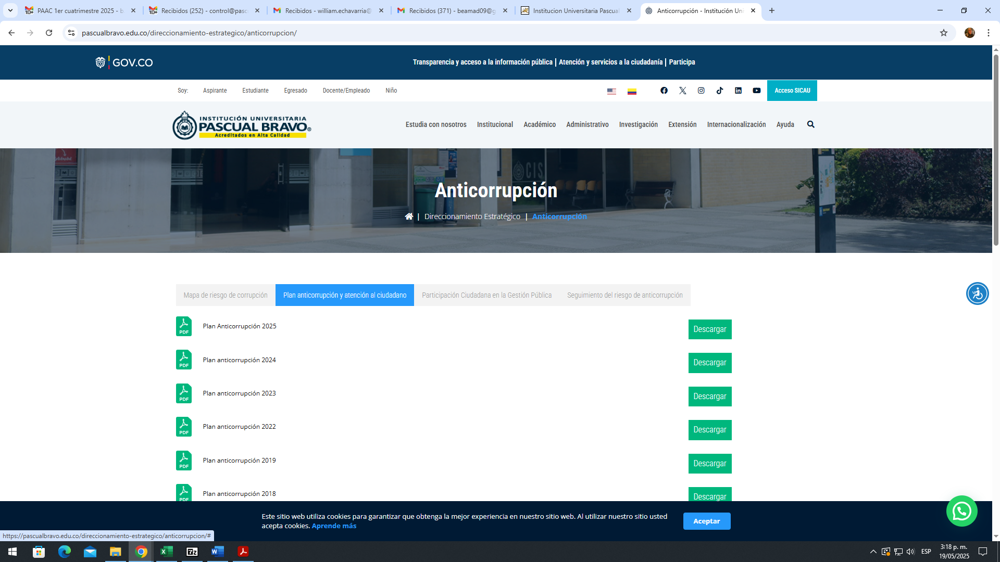 PAAC 1er cuatrimestre 2025 - b
Recibidos (252) - control@pasc
Recibidos - william.echavarria@
Recibidos (371) - beamad09@g
Institucion Universitaria Pascual
Anticorrupción - Institución Uni
pascualbravo.edu.co/direccionamiento-estrategico/anticorrupcion/
GOV.CO
Transparencia y acceso a la información pública | Atención y servicios a la ciudadanía | Participa
Soy: Aspirante Estudiante Egresado Docente/Empleado Niño
Acceso SICAU
INSTITUCIÓN UNIVERSITARIA
PASCUAL BRAVO®
Acreditados en Alta Calidad
Estudia con nosotros Institucional Académico Administrativo Investigación Extensión Internacionalización Ayuda
CIS
Anticorrupción
| Direccionamiento Estratégico | Anticorrupción
Mapa de riesgo de corrupción Plan anticorrupción y atención al ciudadano Participación Ciudadana en la Gestión Pública Seguimiento del riesgo de anticorrupción
PDF Plan Anticorrupción 2025 Descargar
PDF Plan anticorrupción 2024 Descargar
PDF Plan anticorrupción 2023 Descargar
PDF Plan anticorrupción 2022 Descargar
PDF Plan anticorrupción 2019 Descargar
PDF Plan anticorrupción 2018 Descargar
Este sitio web utiliza cookies para garantizar que obtenga la mejor experiencia en nuestro sitio web. Al utilizar nuestro sitio usted
acepta cookies. Aprende más
Aceptar
https://pascualbravo.edu.co/direccionamiento-estrategico/anticorrupcion/#
ESP
3:18 p. m.
19/05/2025